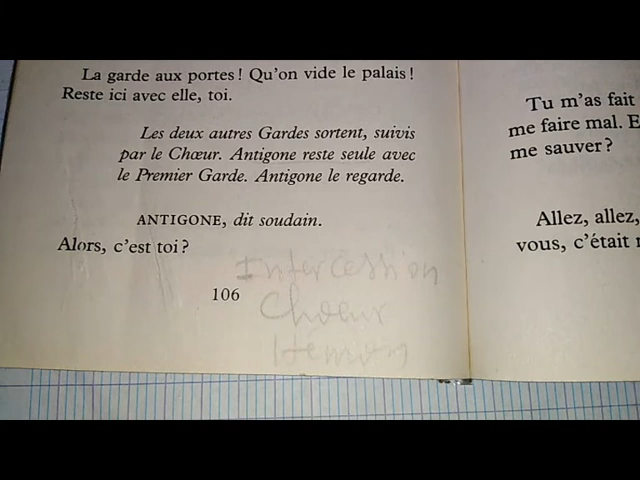 La garde aux portes ! Qu'on vide le palais !
Reste ici avec elle, toi.
Les deux autres Gardes sortent, suivis
par le Chœur. Antigone reste seule avec
le Premier Garde. Antigone le regarde.
ANTIGONE, dit soudain.
Alors, c'est toi ?
106
Intercession
Chœur
Hémon
Tu m'as fait
me faire mal. E
me sauver ?
Allez, allez,
vous, c'était